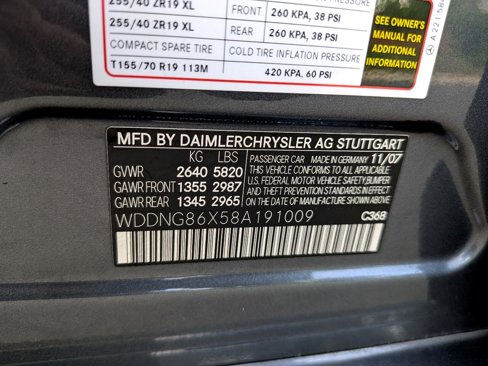 255/40 ZR19 XL FRONT 260 KPA, 38 PSI
255/40 ZR19 XL REAR 260 KPA, 38 PSI
COMPACT SPARE TIRE COLD TIRE INFLATION PRESSURE
T155/70 R19 113M 420 KPA, 60 PSI
SEE OWNER'S
MANUAL FOR
ADDITIONAL
INFORMATION
A 221 58
MFD BY DAIMLERCHRYSLER AG STUTTGART
KG LBS PASSENGER CAR MADE IN GERMANY 11/07
GVWR 2640 5820
GAWR FRONT 1355 2987
GAWR REAR 1345 2965
THIS VEHICLE CONFORMS TO ALL APPLICABLE
U.S. FEDERAL MOTOR VEHICLE SAFETY,BUMPER,
AND THEFT PREVENTION STANDARDS IN EFFECT
ON THE DATE OF MANUFACTURE SHOWN ABOVE.
WDDNG86X58A191009 C368